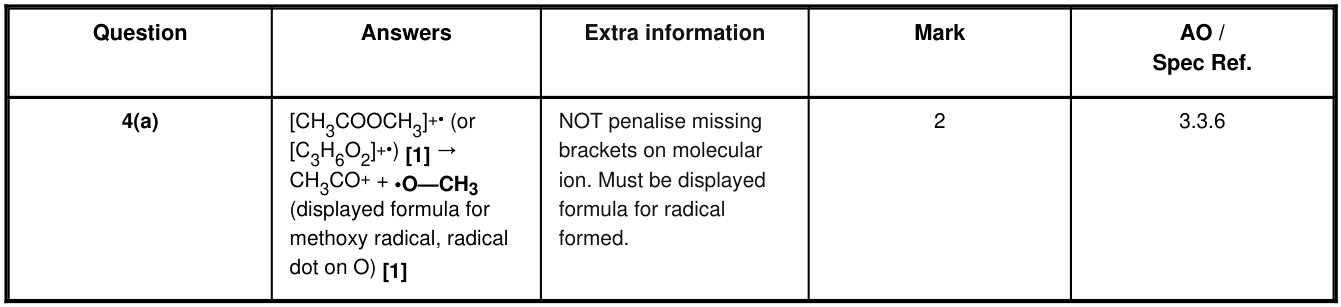 Question
Answers
Extra information
Mark
AO /
Spec Ref.
4(a)
[CH₃COOCH₃]⁺• (or
[C₃H₆O₂]⁺•) [1] →
CH₃CO⁺ + •O—CH₃
(displayed formula for
methoxy radical, radical
dot on O) [1]
NOT penalise missing
brackets on molecular
ion. Must be displayed
formula for radical
formed.
2
3.3.6